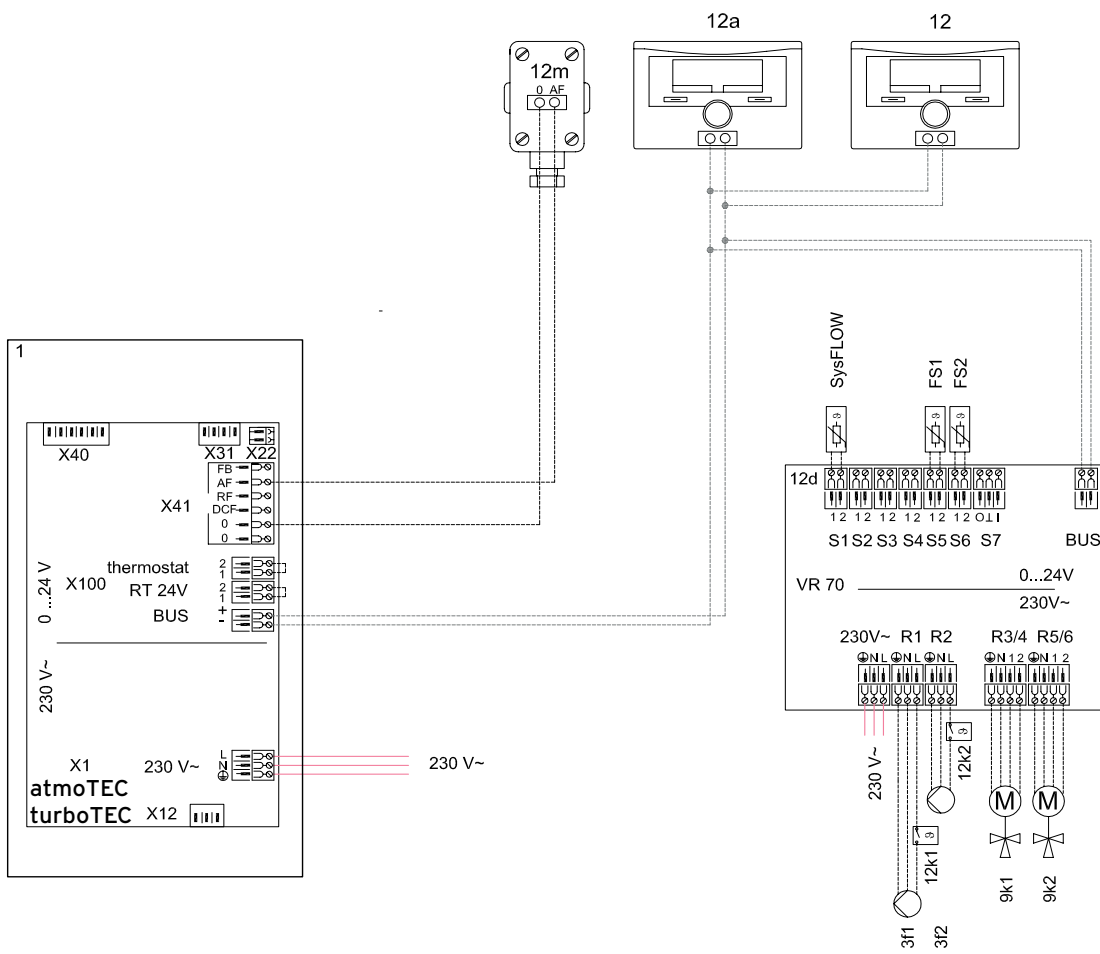 12a
12
12m
0 AF
1
X40
X31
X22
FB
AF
RF
DCF
0
0
X41
0 ...24 V
X100
thermostat
2
1
RT 24V
2
1
BUS
+
-
230 V~
X1
230 V~
L
N
230 V~
atmoTEC
turboTEC
X12
SysFLOW
FS1
FS2
12d
1 2
1 2
1 2
1 2
1 2
1 2
O T I
S1 S2 S3 S4 S5 S6 S7
BUS
VR 70
0...24V
230V~
230V~ R1 R2 R3/4 R5/6
N L
N L
N L
N 1 2
N 1 2
230 V~
12k2
12k1
M
M
9k1
9k2
3f1
3f2